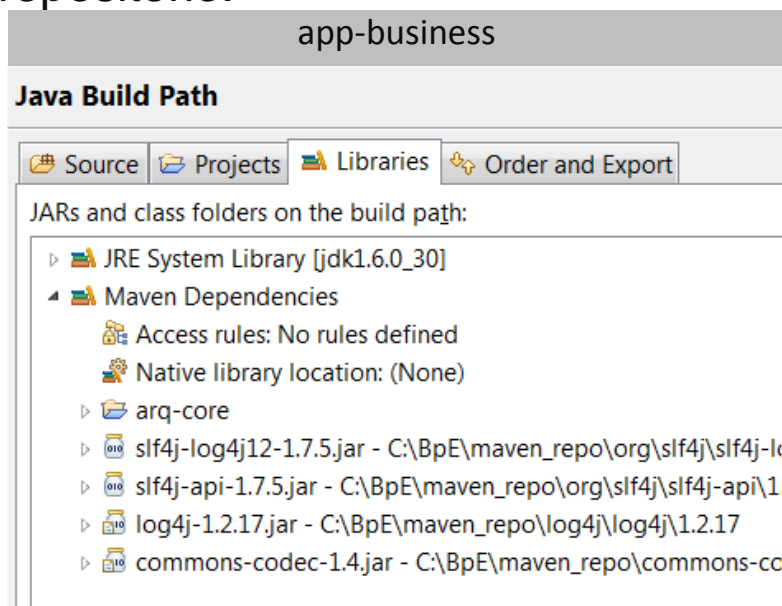 app-business
Java Build Path
Source Projects Libraries Order and Export
JARs and class folders on the build path:
JRE System Library [jdk1.6.0_30]
Maven Dependencies
Access rules: No rules defined
Native library location: (None)
arq-core
slf4j-log4j12-1.7.5.jar - C:\BpE\maven_repo\org\slf4j\slf4j-l
slf4j-api-1.7.5.jar - C:\BpE\maven_repo\org\slf4j\slf4j-api\1.
log4j-1.2.17.jar - C:\BpE\maven_repo\log4j\log4j\1.2.17
commons-codec-1.4.jar - C:\BpE\maven_repo\commons-co